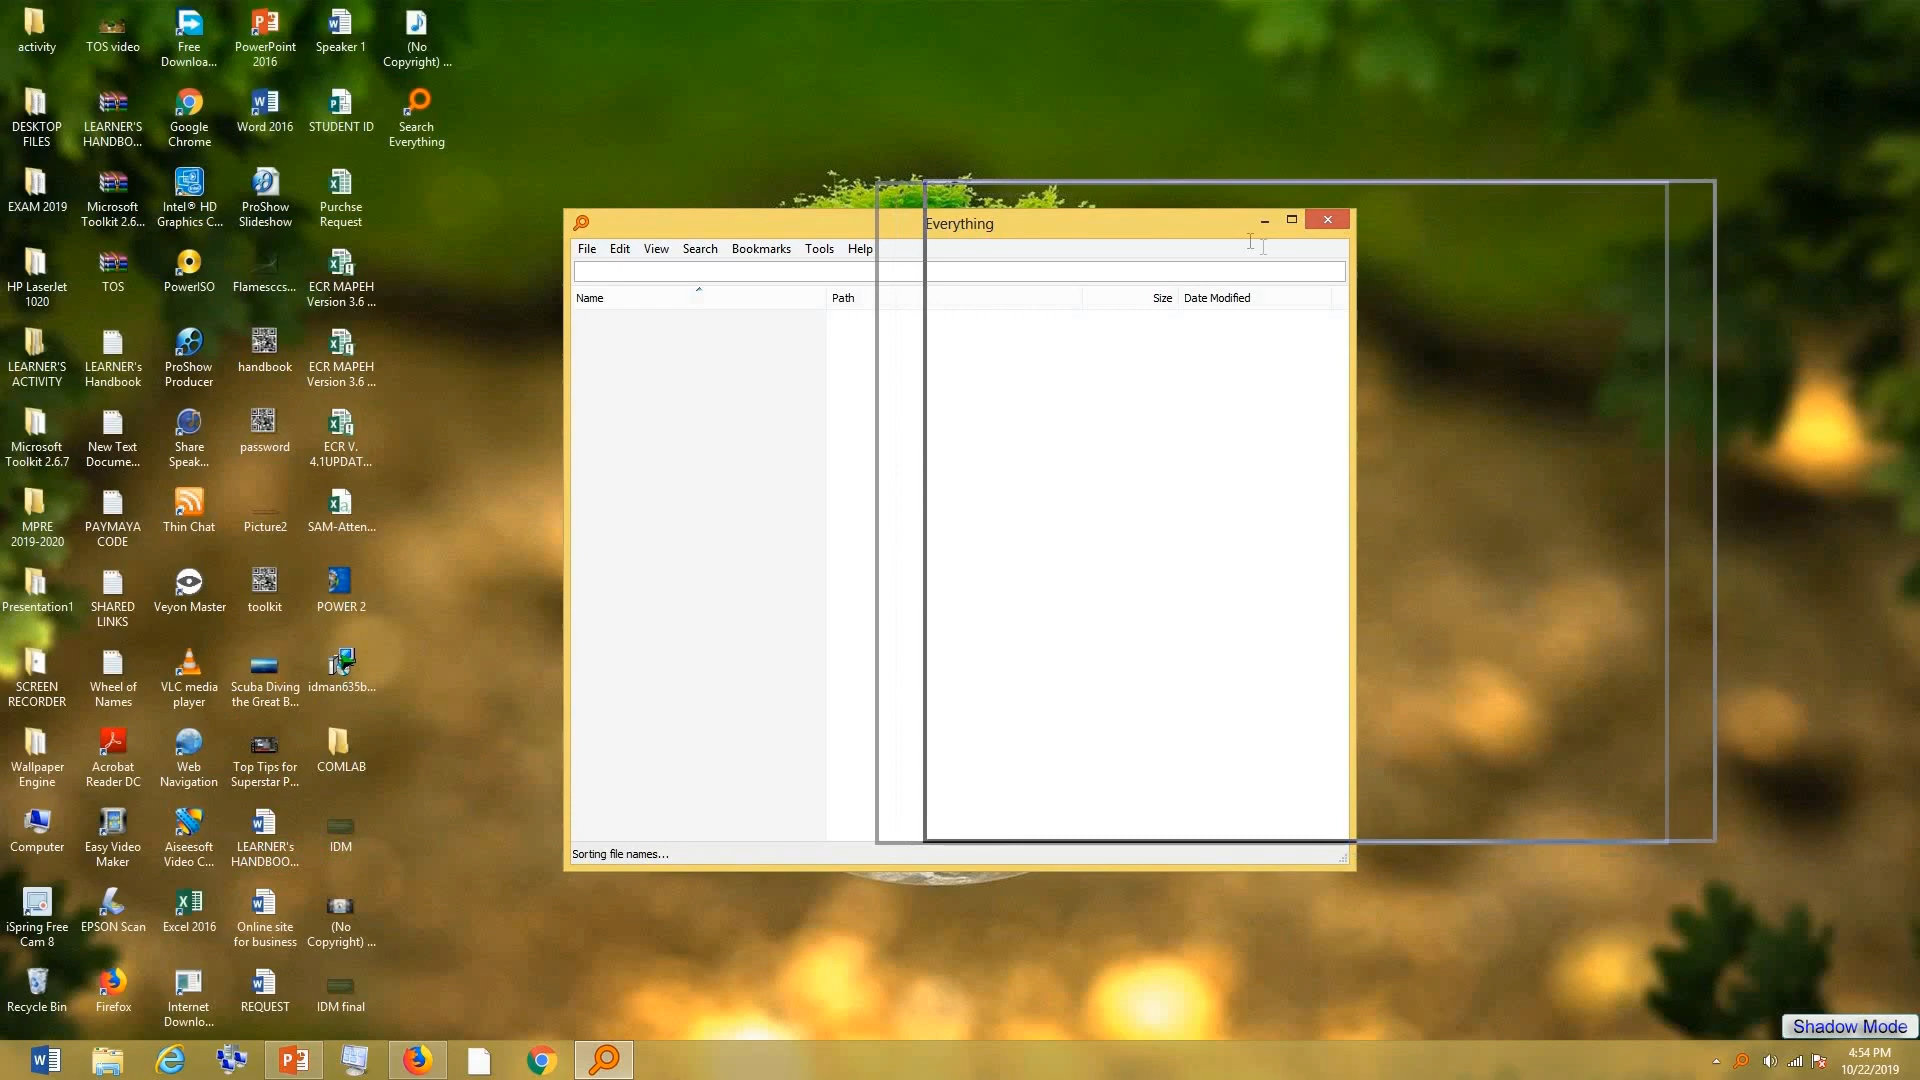 activity
TOS video
Free
Downloa...
PowerPoint
2016
Speaker 1
(No
Copyright) ...
DESKTOP
FILES
LEARNER'S
HANDBO...
Google
Chrome
Word 2016
STUDENT ID
Search
Everything
EXAM 2019
Microsoft
Toolkit 2.6...
Intel® HD
Graphics C...
ProShow
Slideshow
Purchse
Request
HP LaserJet
1020
TOS
PowerISO
Flamesccs...
ECR MAPEH
Version 3.6 ...
LEARNER'S
ACTIVITY
LEARNER's
Handbook
ProShow
Producer
handbook
ECR MAPEH
Version 3.6 ...
Microsoft
Toolkit 2.6.7
New Text
Docume...
Share
Speak...
password
ECR V.
4.1UPDAT...
MPRE
2019-2020
PAYMAYA
CODE
Thin Chat
Picture2
SAM-Atten...
Presentation1
SHARED
LINKS
Veyon Master
toolkit
POWER 2
SCREEN
RECORDER
Wheel of
Names
VLC media
player
Scuba Diving
the Great B...
idman635b...
Wallpaper
Engine
Acrobat
Reader DC
Web
Navigation
Top Tips for
Superstar P...
COMLAB
Computer
Easy Video
Maker
Aiseesoft
Video C...
LEARNER's
HANDBOO...
IDM
iSpring Free
Cam 8
EPSON Scan
Excel 2016
Online site
for business
(No
Copyright) ...
Recycle Bin
Firefox
Internet
Downlo...
REQUEST
IDM final
Everything
File Edit View Search Bookmarks Tools Help
Name Path Size Date Modified
Sorting file names...
Shadow Mode
4:54 PM
10/22/2019